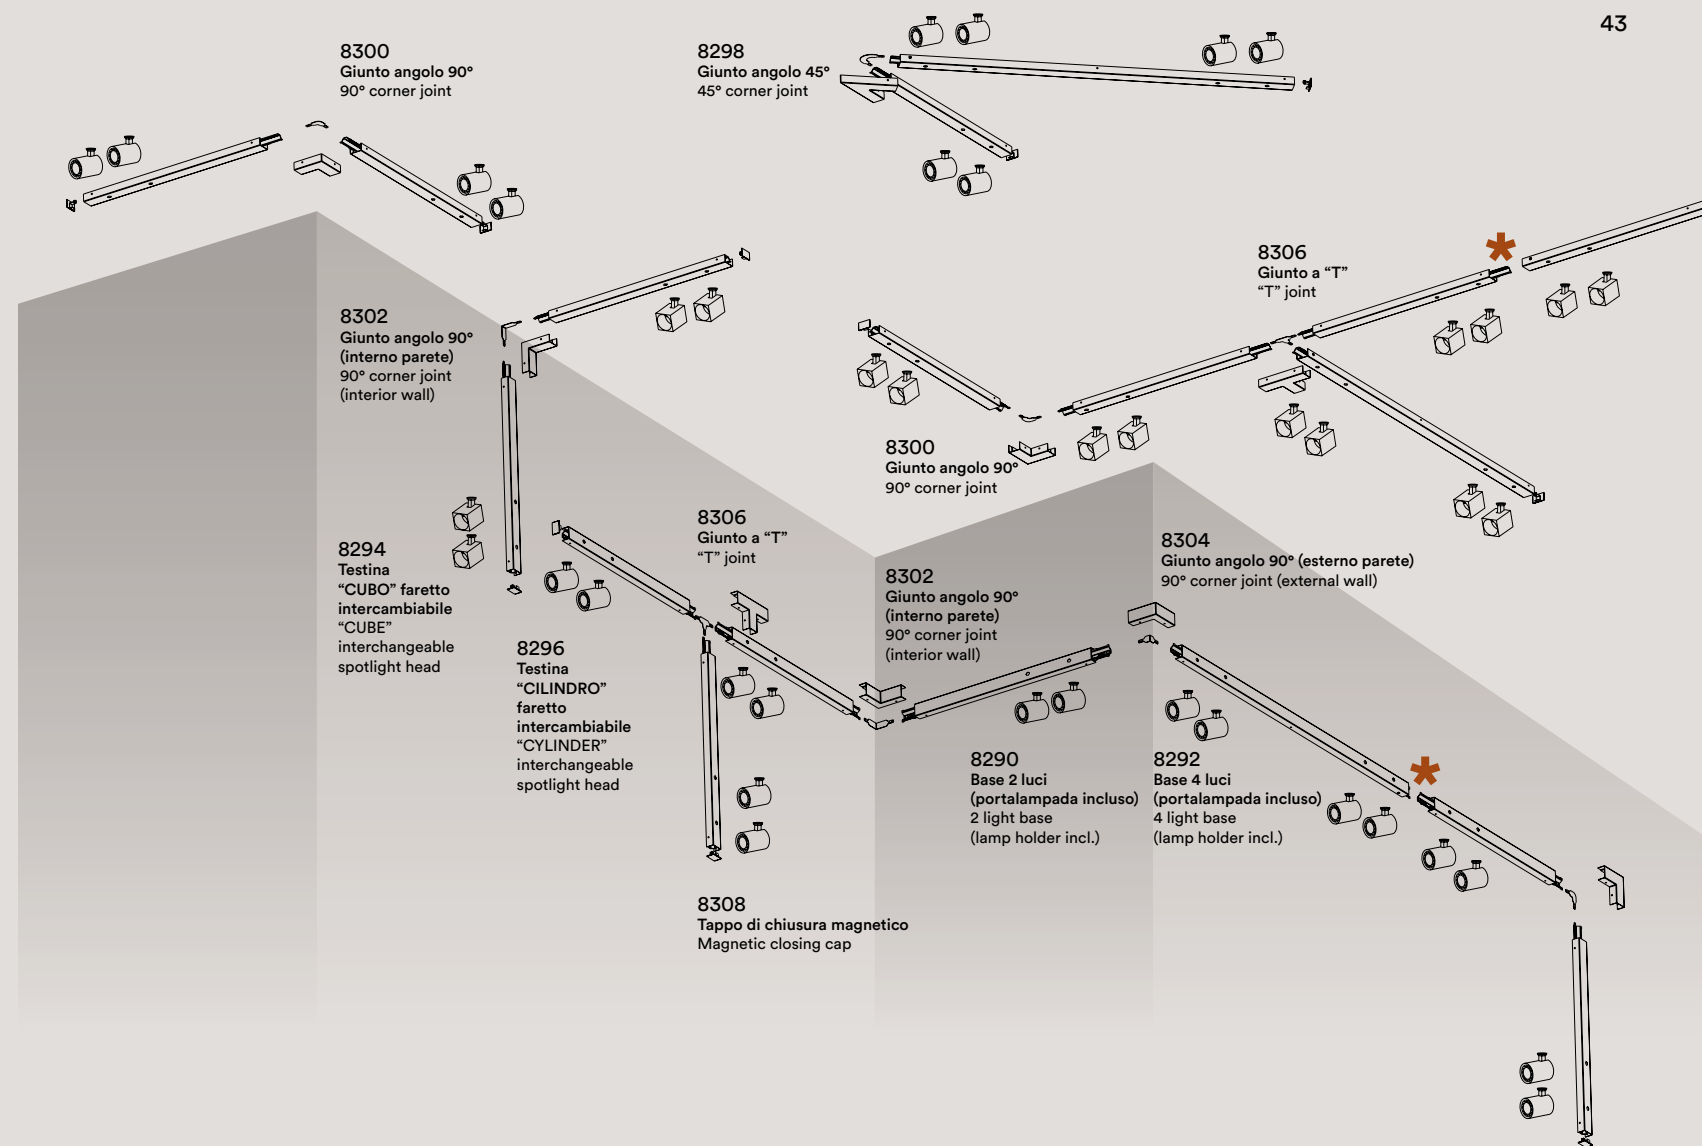 43
8300
Giunto angolo 90°
90° corner joint
8298
Giunto angolo 45°
45° corner joint
8306
Giunto a “T”
“T” joint
*
8302
Giunto angolo 90°
(interno parete)
90° corner joint
(interior wall)
8300
Giunto angolo 90°
90° corner joint
8306
Giunto a “T”
“T” joint
8304
Giunto angolo 90° (esterno parete)
90° corner joint (external wall)
8294
Testina
“CUBO” faretto
intercambiabile
“CUBE”
interchangeable
spotlight head
8302
Giunto angolo 90°
(interno parete)
90° corner joint
(interior wall)
8296
Testina
“CILINDRO”
faretto
intercambiabile
“CYLINDER”
interchangeable
spotlight head
8290
Base 2 luci
(portalampada incluso)
2 light base
(lamp holder incl.)
8292
Base 4 luci
(portalampada incluso)
4 light base
(lamp holder incl.)
*
8308
Tappo di chiusura magnetico
Magnetic closing cap